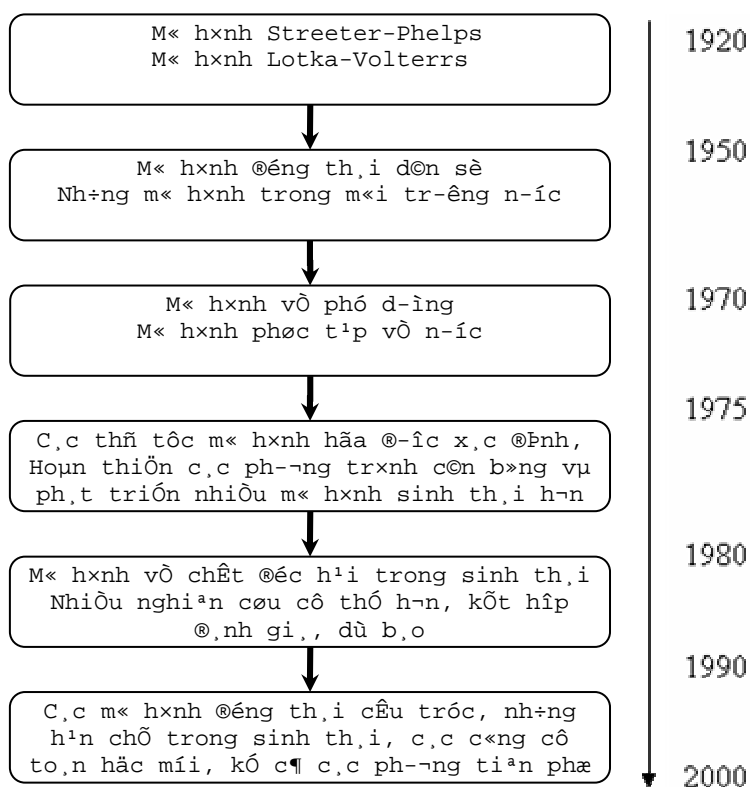 M« h×nh Streeter-Phelps
M« h×nh Lotka-Volterrs
1920
1950
M« h×nh ®éng th¸i d©n sè
Nh÷ng m« h×nh trong m«i tr-êng n-íc
1970
M« h×nh vÒ phó d-ìng
M« h×nh phøc t¹p vÒ n-íc
1975
C¸c thñ tôc m« h×nh hãa ®-îc x¸c ®Þnh,
Hoµn thiÖn c¸c ph-¬ng tr×nh c©n b»ng vµ
ph¸t triÓn nhiÒu m« h×nh sinh th¸i h¬n
1980
M« h×nh vÒ chÊt ®éc h¹i trong sinh th¸i
NhiÒu nghiªn cøu cô thÓ h¬n, kÕt hîp
®¸nh gi¸, dù b¸o
1990
C¸c m« h×nh ®éng th¸i cÊu tróc, nh÷ng
h¹n chÕ trong sinh th¸i, c¸c c«ng cô
to¸n häc míi, kÓ c¶ c¸c ph-¬ng tiªn phæ
2000